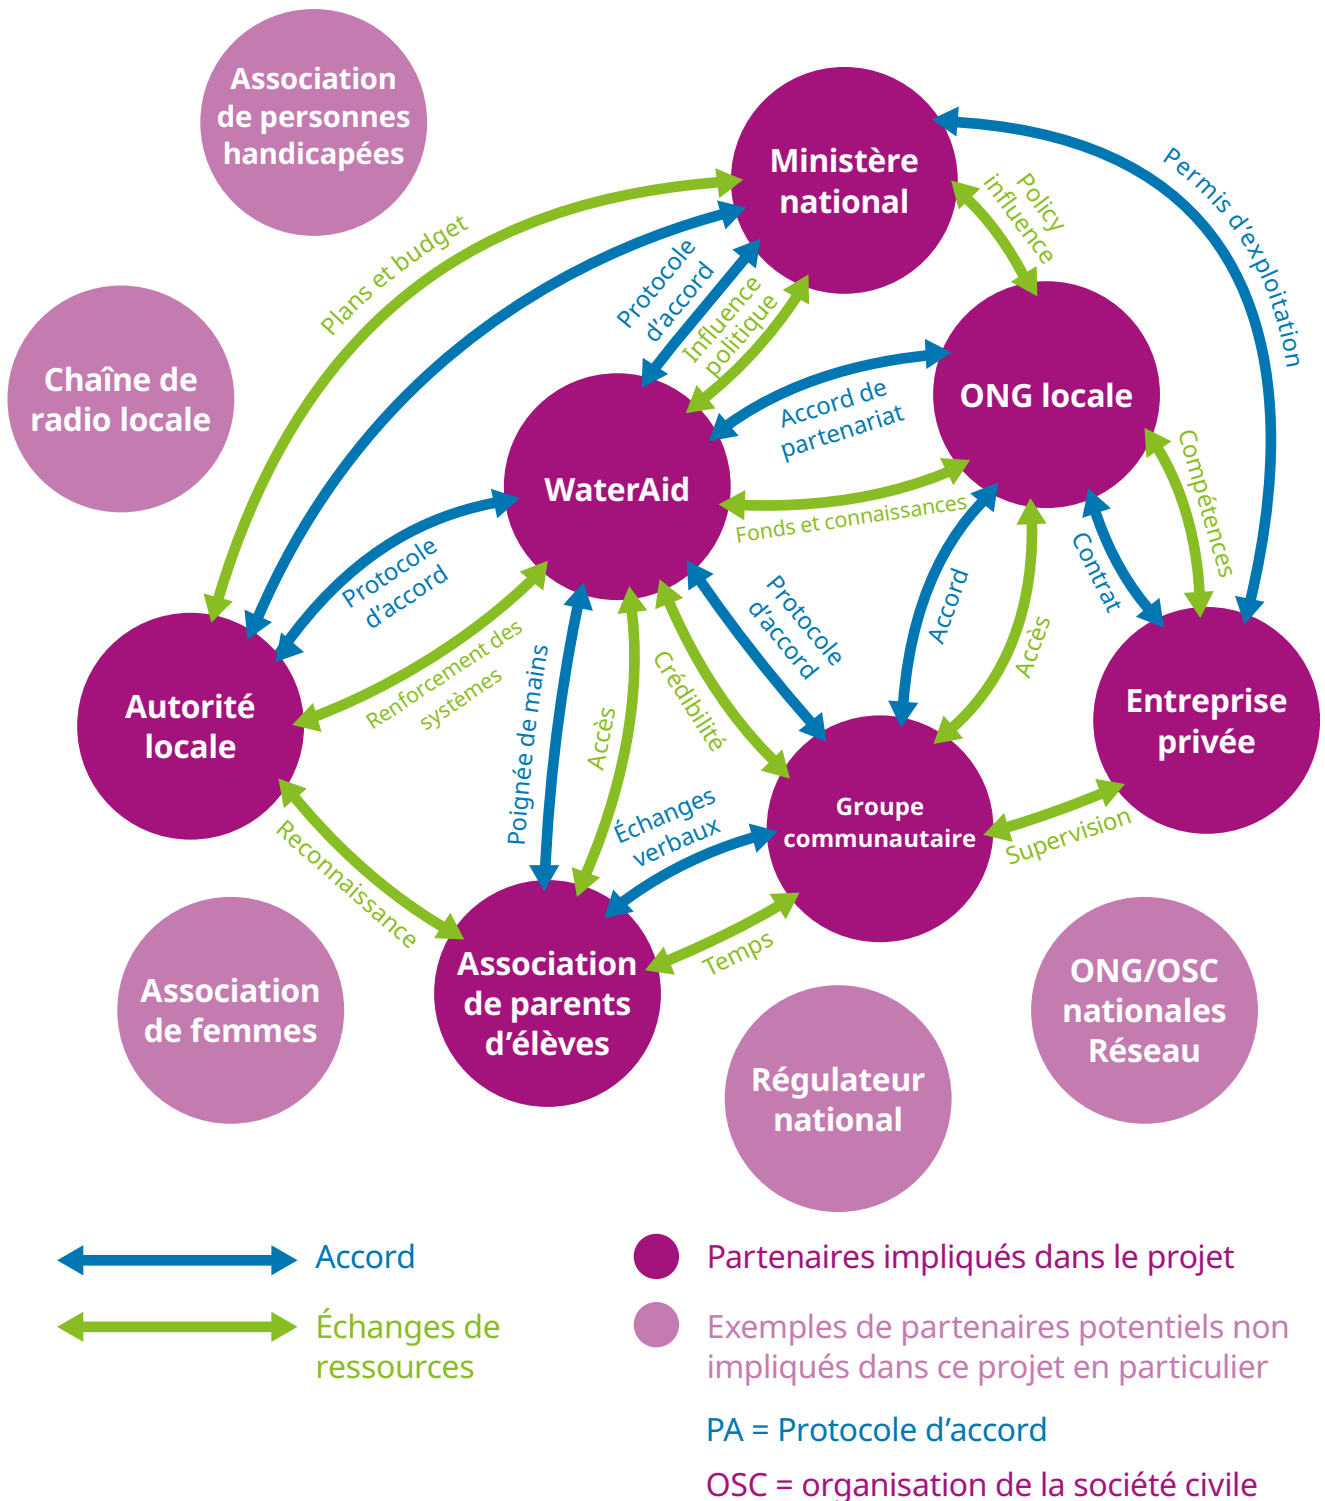 Association
de personnes
handicapées
Ministère
national
Permis d'exploitation
Policy
influence
Plans et budget
Protocole
d'accord
Influence
politique
Chaîne de
radio locale
ONG locale
Accord de
partenariat
WaterAid
Fonds et connaissances
Compétences
Contrat
Protocole
d'accord
Protocole
d'accord
Accord
Accès
Renforcement des
systèmes
Poignée de mains
Accès
Crédibilité
Autorité
locale
Entreprise
privée
Groupe
communautaire
Échanges
verbaux
Supervision
Reconnaissance
Temps
Association
de parents
d'élèves
Association
de femmes
ONG/OSC
nationales
Réseau
Régulateur
national
Accord
Échanges de
ressources
Partenaires impliqués dans le projet
Exemples de partenaires potentiels non
impliqués dans ce projet en particulier
PA = Protocole d'accord
OSC = organisation de la société civile